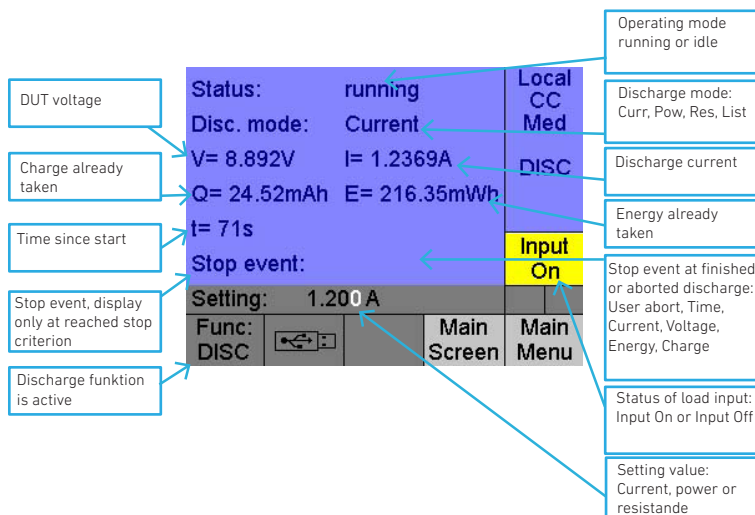 Operating mode
running or idle
DUT voltage
Charge already
taken
Time since start
Stop event, display
only at reached stop
criterion
Discharge funktion
is active
Status: running
Disc. mode: Current
V= 8.892V I= 1.2369A
Q= 24.52mAh E= 216.35mWh
t= 71s
Stop event:
Setting: 1.200 A
Func:
DISC
Main
Screen
Main
Menu
Local
CC
Med
DISC
Input
On
Discharge mode:
Curr, Pow, Res, List
Discharge current
Energy already
taken
Stop event at finished
or aborted discharge:
User abort, Time,
Current, Voltage,
Energy, Charge
Status of load input:
Input On or Input Off
Setting value:
Current, power or
resistande